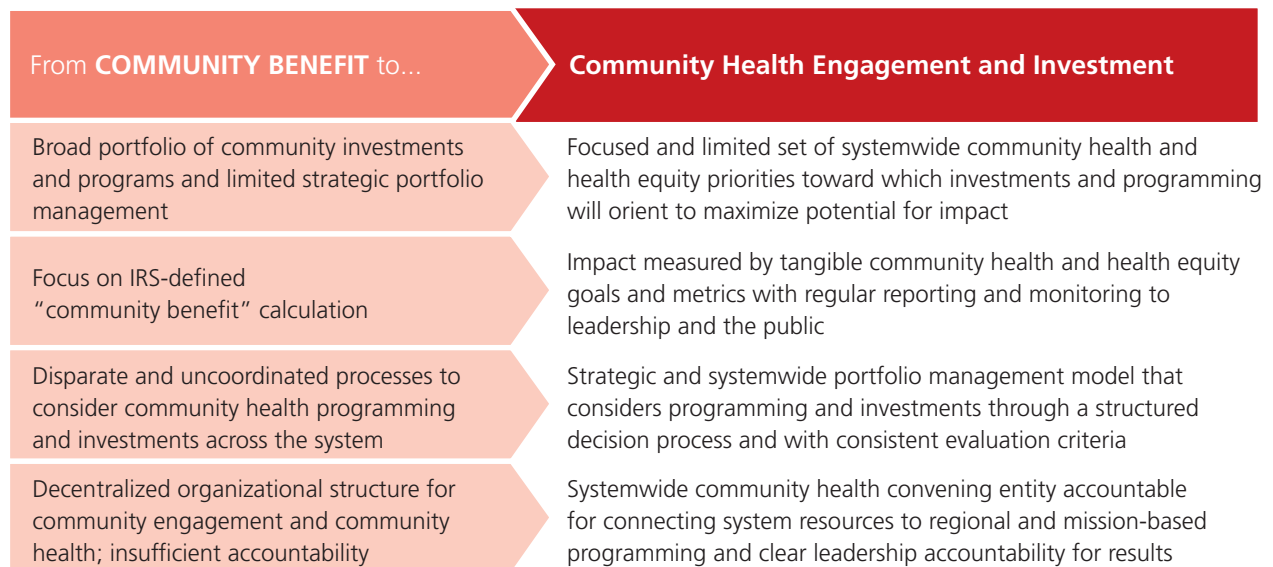 From COMMUNITY BENEFIT to...
Community Health Engagement and Investment
Broad portfolio of community investments
and programs and limited strategic portfolio
management
Focused and limited set of systemwide community health and
health equity priorities toward which investments and programming
will orient to maximize potential for impact
Focus on IRS-defined
“community benefit” calculation
Impact measured by tangible community health and health equity
goals and metrics with regular reporting and monitoring to
leadership and the public
Disparate and uncoordinated processes to
consider community health programming
and investments across the system
Strategic and systemwide portfolio management model that
considers programming and investments through a structured
decision process and with consistent evaluation criteria
Decentralized organizational structure for
community engagement and community
health; insufficient accountability
Systemwide community health convening entity accountable
for connecting system resources to regional and mission-based
programming and clear leadership accountability for results